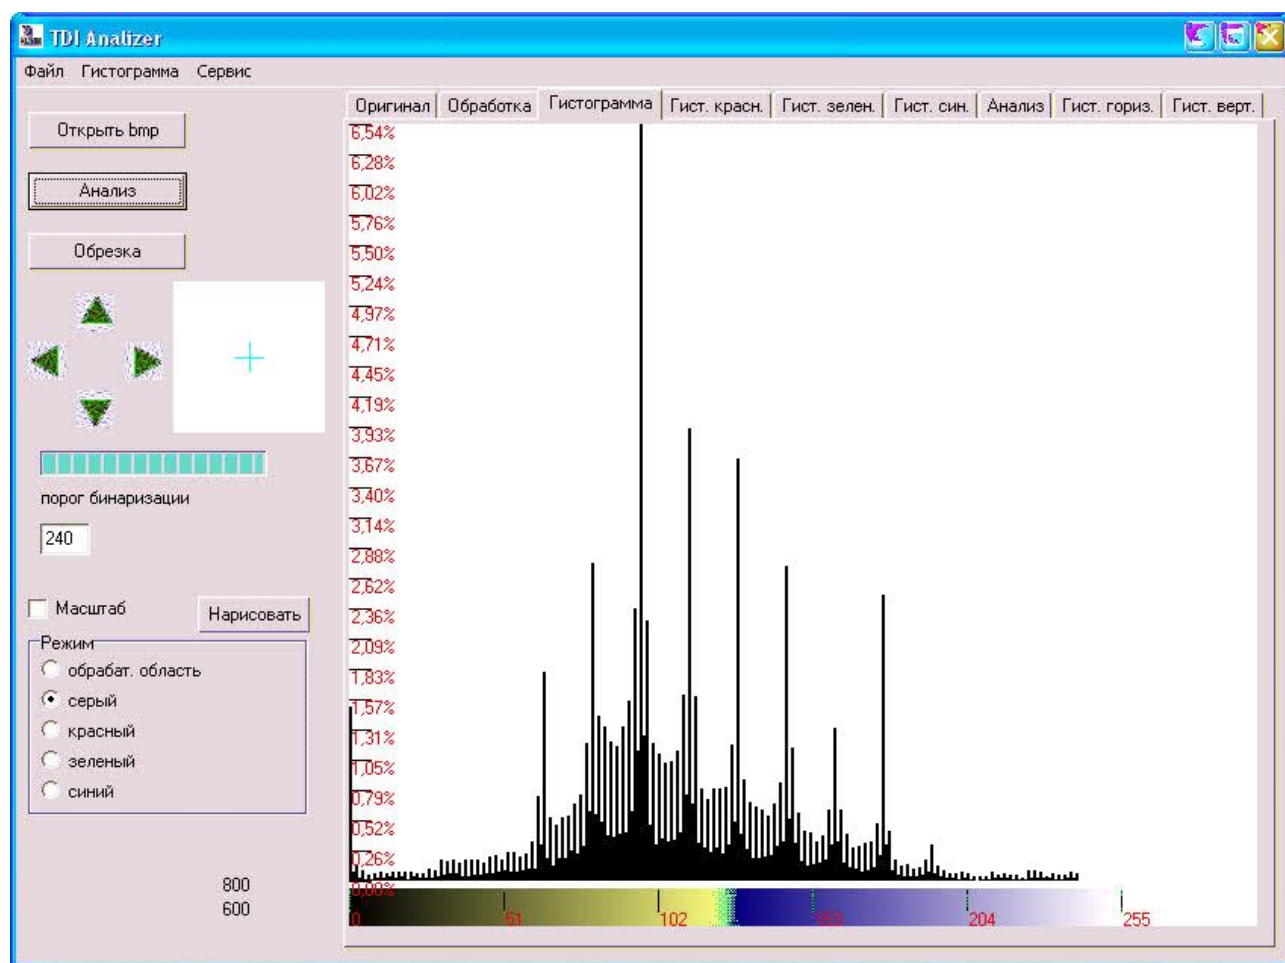 TDI Analizer
Файл Гистограмма Сервис
Оригинал Обработка Гистограмма Гист. красн. Гист. зелен. Гист. син. Анализ Гист. гориз. Гист. верт.
Открыть bmp
Анализ
Обрезка
порог бинаризации
240
Масштаб
Нарисовать
Режим
обрабат. область
серый
красный
зеленый
синий
800
600
6,54%
6,28%
6,02%
5,76%
5,50%
5,24%
4,97%
4,71%
4,45%
4,19%
3,93%
3,67%
3,40%
3,14%
2,88%
2,62%
2,36%
2,09%
1,83%
1,57%
1,31%
1,05%
0,79%
0,52%
0,26%
0,00%
0 51 102 153 204 255